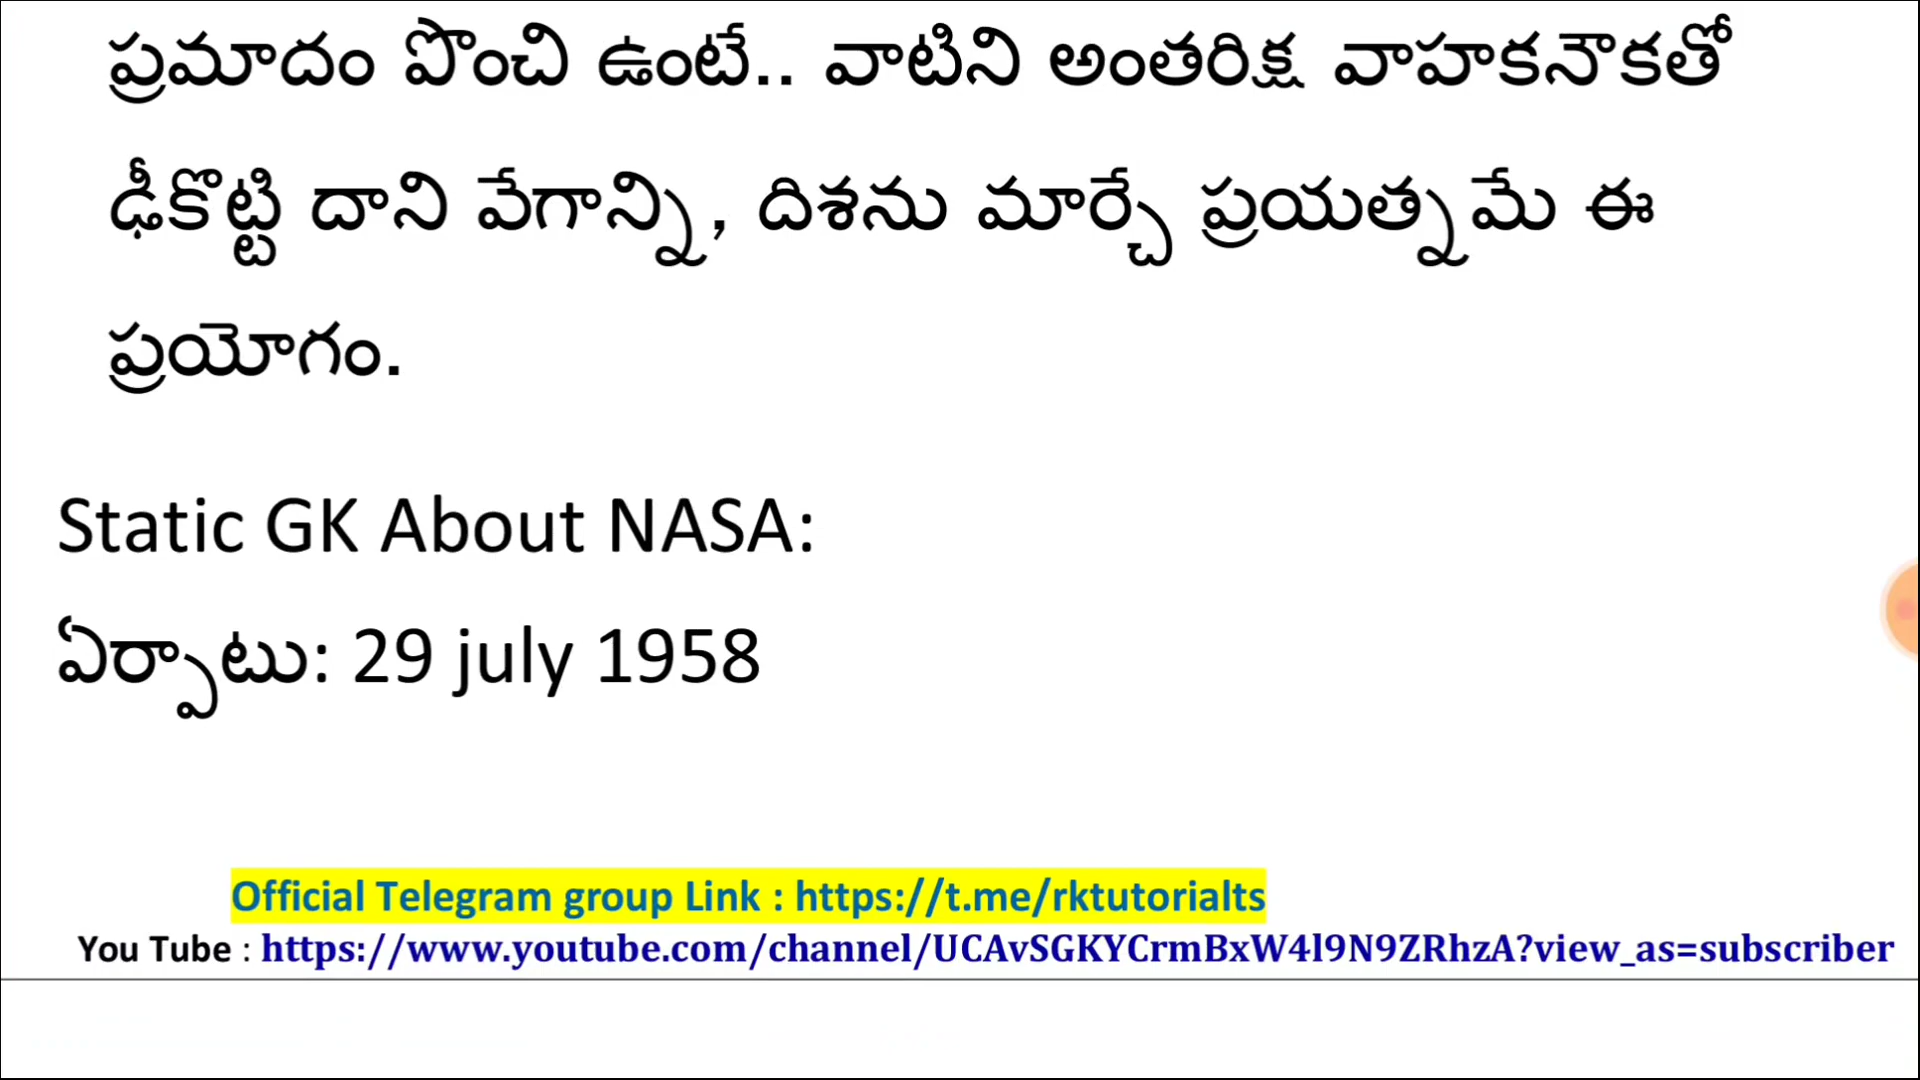 ప్రమాదం పొంచి ఉంటే.. వాటిని అంతరిక్ష వాహకనౌకతో
ఢీకొట్టి దాని వేగాన్ని, దిశను మార్చే ప్రయత్నమే ఈ
ప్రయోగం.
Static GK About NASA:
ఏర్పాటు: 29 july 1958
Official Telegram group Link : https://t.me/rktutorialts
You Tube : https://www.youtube.com/channel/UCAvSGKYCrmBxW4l9N9ZRhzA?view_as=subscriber